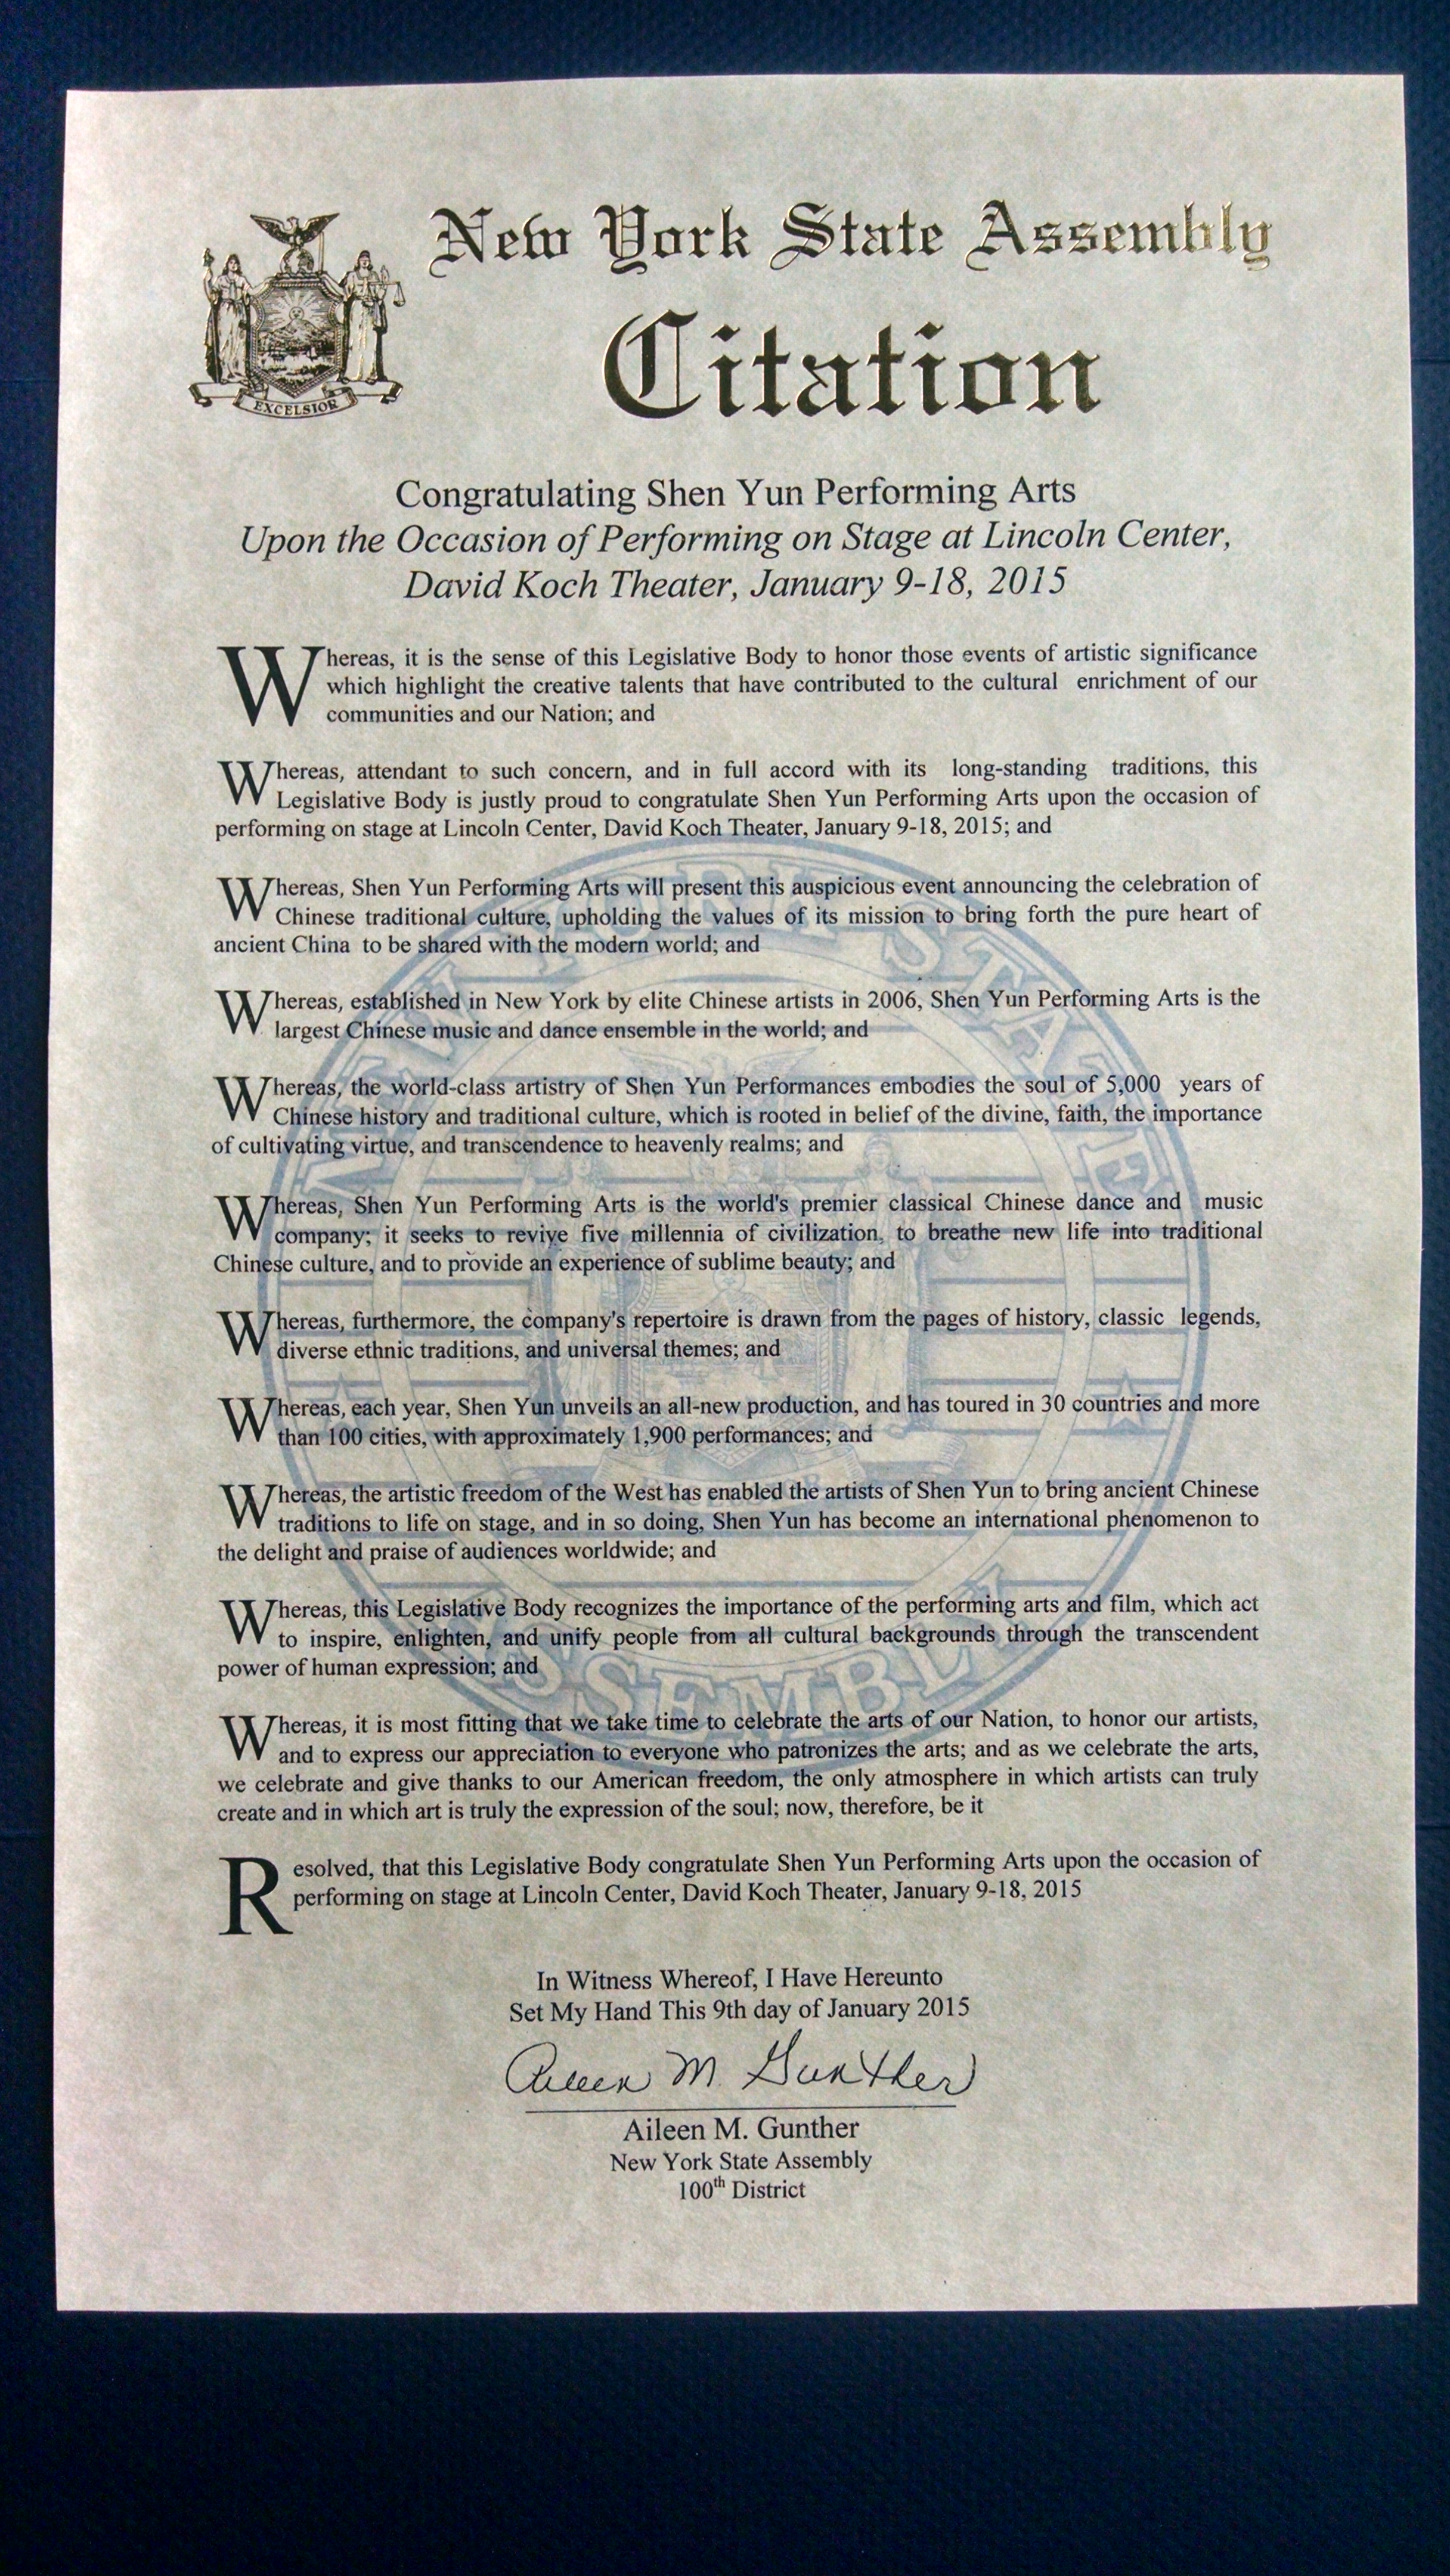 New York State Assembly
Citation
EXCELSIOR
Congratulating Shen Yun Performing Arts
Upon the Occasion of Performing on Stage at Lincoln Center,
David Koch Theater, January 9-18, 2015
Whereas, it is the sense of this Legislative Body to honor those events of artistic significance
which highlight the creative talents that have contributed to the cultural enrichment of our
communities and our Nation; and
Whereas, attendant to such concern, and in full accord with its long-standing traditions, this
Legislative Body is justly proud to congratulate Shen Yun Performing Arts upon the occasion of
performing on stage at Lincoln Center, David Koch Theater, January 9-18, 2015; and
Whereas, Shen Yun Performing Arts will present this auspicious event announcing the celebration of
Chinese traditional culture, upholding the values of its mission to bring forth the pure heart of
ancient China to be shared with the modern world; and
Whereas, established in New York by elite Chinese artists in 2006, Shen Yun Performing Arts is the
largest Chinese music and dance ensemble in the world; and
Whereas, the world-class artistry of Shen Yun Performances embodies the soul of 5,000 years of
Chinese history and traditional culture, which is rooted in belief of the divine, faith, the importance
of cultivating virtue, and transcendence to heavenly realms; and
Whereas, Shen Yun Performing Arts is the world's premier classical Chinese dance and music
company; it seeks to revive five millennia of civilization, to breathe new life into traditional
Chinese culture, and to provide an experience of sublime beauty; and
Whereas, furthermore, the company's repertoire is drawn from the pages of history, classic legends,
diverse ethnic traditions, and universal themes; and
Whereas, each year, Shen Yun unveils an all-new production, and has toured in 30 countries and more
than 100 cities, with approximately 1,900 performances; and
Whereas, the artistic freedom of the West has enabled the artists of Shen Yun to bring ancient Chinese
traditions to life on stage, and in so doing, Shen Yun has become an international phenomenon to
the delight and praise of audiences worldwide; and
Whereas, this Legislative Body recognizes the importance of the performing arts and film, which act
to inspire, enlighten, and unify people from all cultural backgrounds through the transcendent
power of human expression; and
Whereas, it is most fitting that we take time to celebrate the arts of our Nation, to honor our artists,
and to express our appreciation to everyone who patronizes the arts; and as we celebrate the arts,
we celebrate and give thanks to our American freedom, the only atmosphere in which artists can truly
create and in which art is truly the expression of the soul; now, therefore, be it
Resolved, that this Legislative Body congratulate Shen Yun Performing Arts upon the occasion of
performing on stage at Lincoln Center, David Koch Theater, January 9-18, 2015
In Witness Whereof, I Have Hereunto
Set My Hand This 9th day of January 2015
Aileen M. Gunther
Aileen M. Gunther
New York State Assembly
100th District